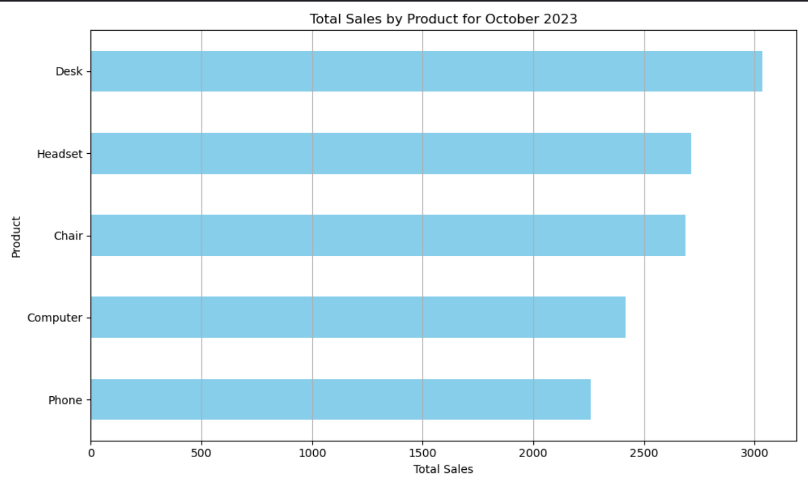 Total Sales by Product for October 2023
Desk
Headset
Chair
Computer
Phone
Product
0 500 1000 1500 2000 2500 3000
Total Sales